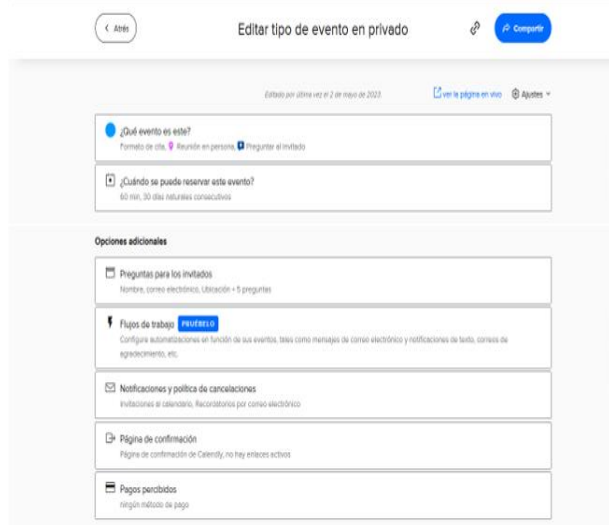 Atrás
Editar tipo de evento en privado
Compartir
Editado por última vez el 2 de mayo de 2023
ver la página en vivo
Ajustes
¿Qué evento es este?
Formato de cita, Reunión en persona, Preguntar al invitado
¿Cuándo se puede reservar este evento?
60 min, 30 días naturales consecutivos
Opciones adicionales
Preguntas para los invitados
Nombre, correo electrónico, Ubicación + 5 preguntas
Flujos de trabajo PRUÉBELO
Configure automatizaciones en función de sus eventos, tales como mensajes de correo electrónico y notificaciones de texto, correos de
agradecimiento, etc.
Notificaciones y política de cancelaciones
Invitaciones al calendario, Recordatorios por correo electrónico
Página de confirmación
Página de confirmación de Calendly, no hay enlaces activos
Pagos percibidos
ningún método de pago